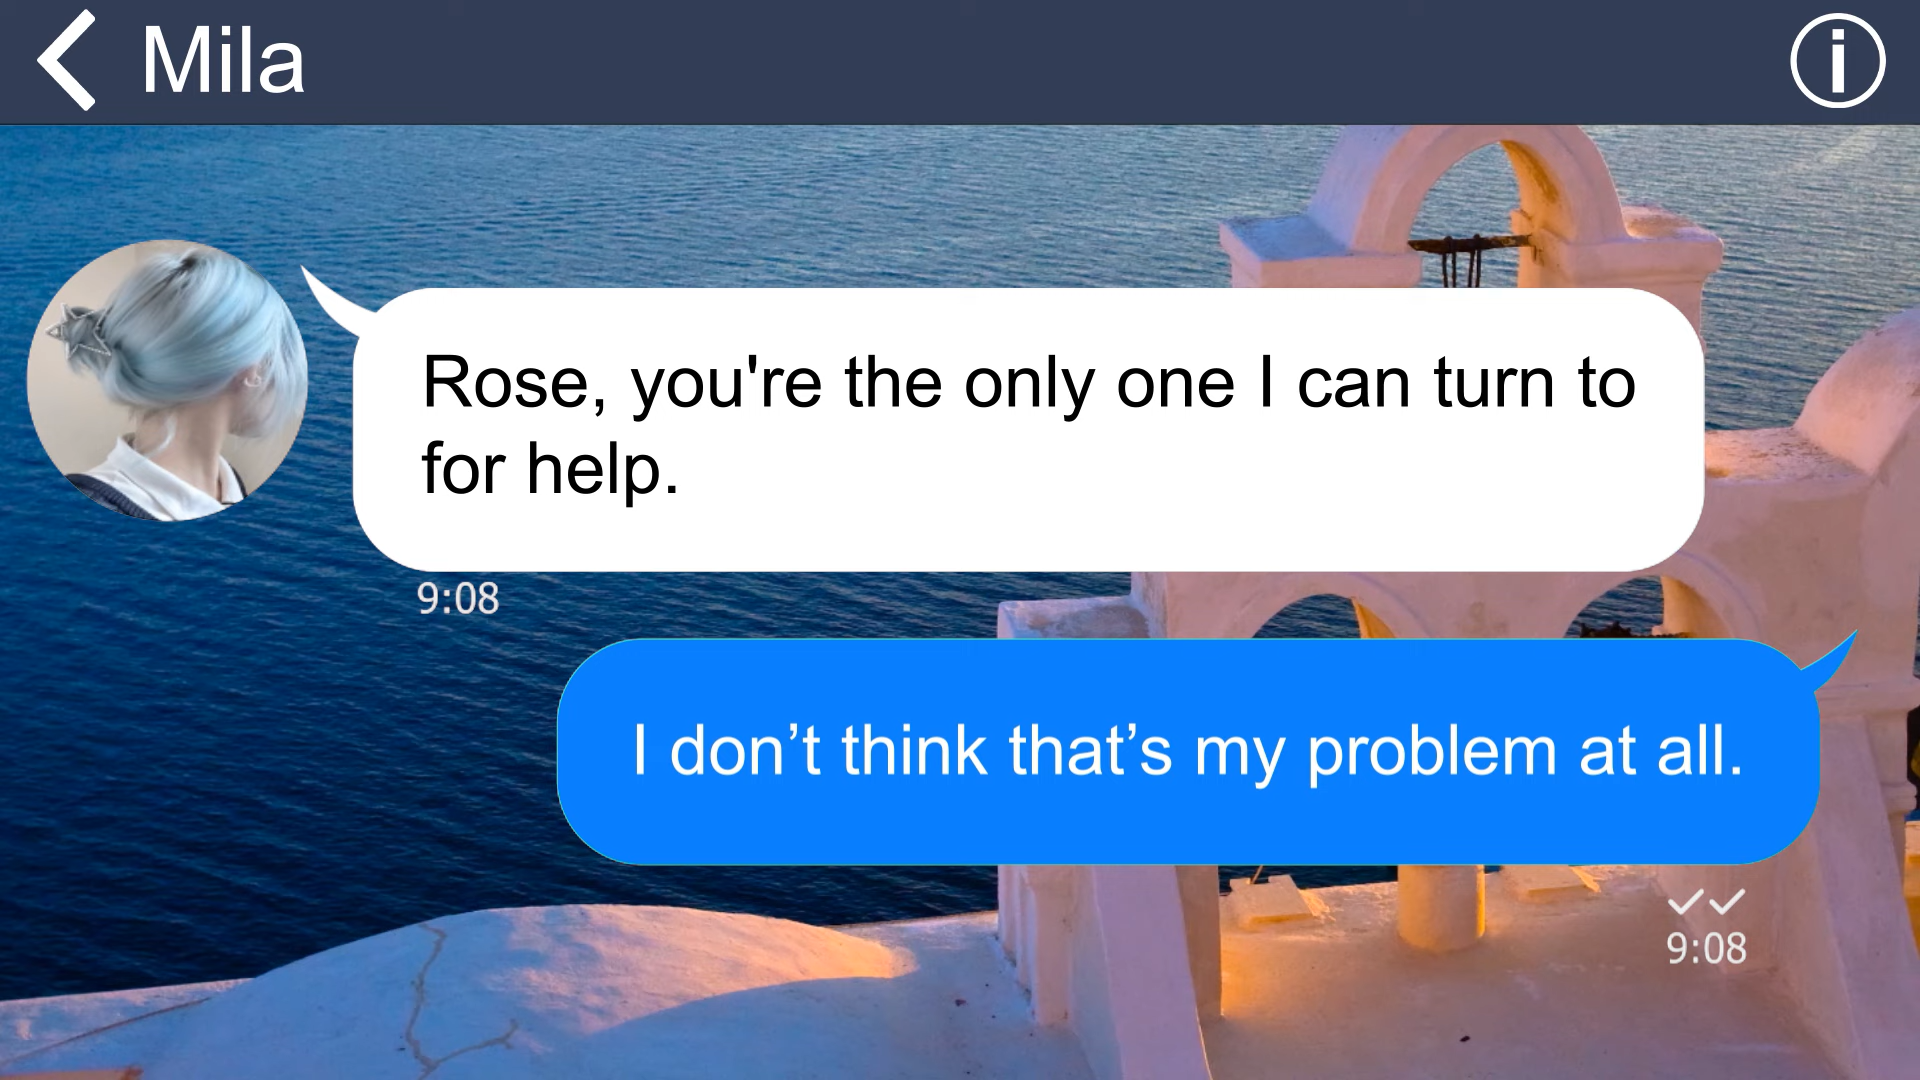 Mila
Rose, you're the only one I can turn to
for help.
9:08
I don’t think that’s my problem at all.
9:08